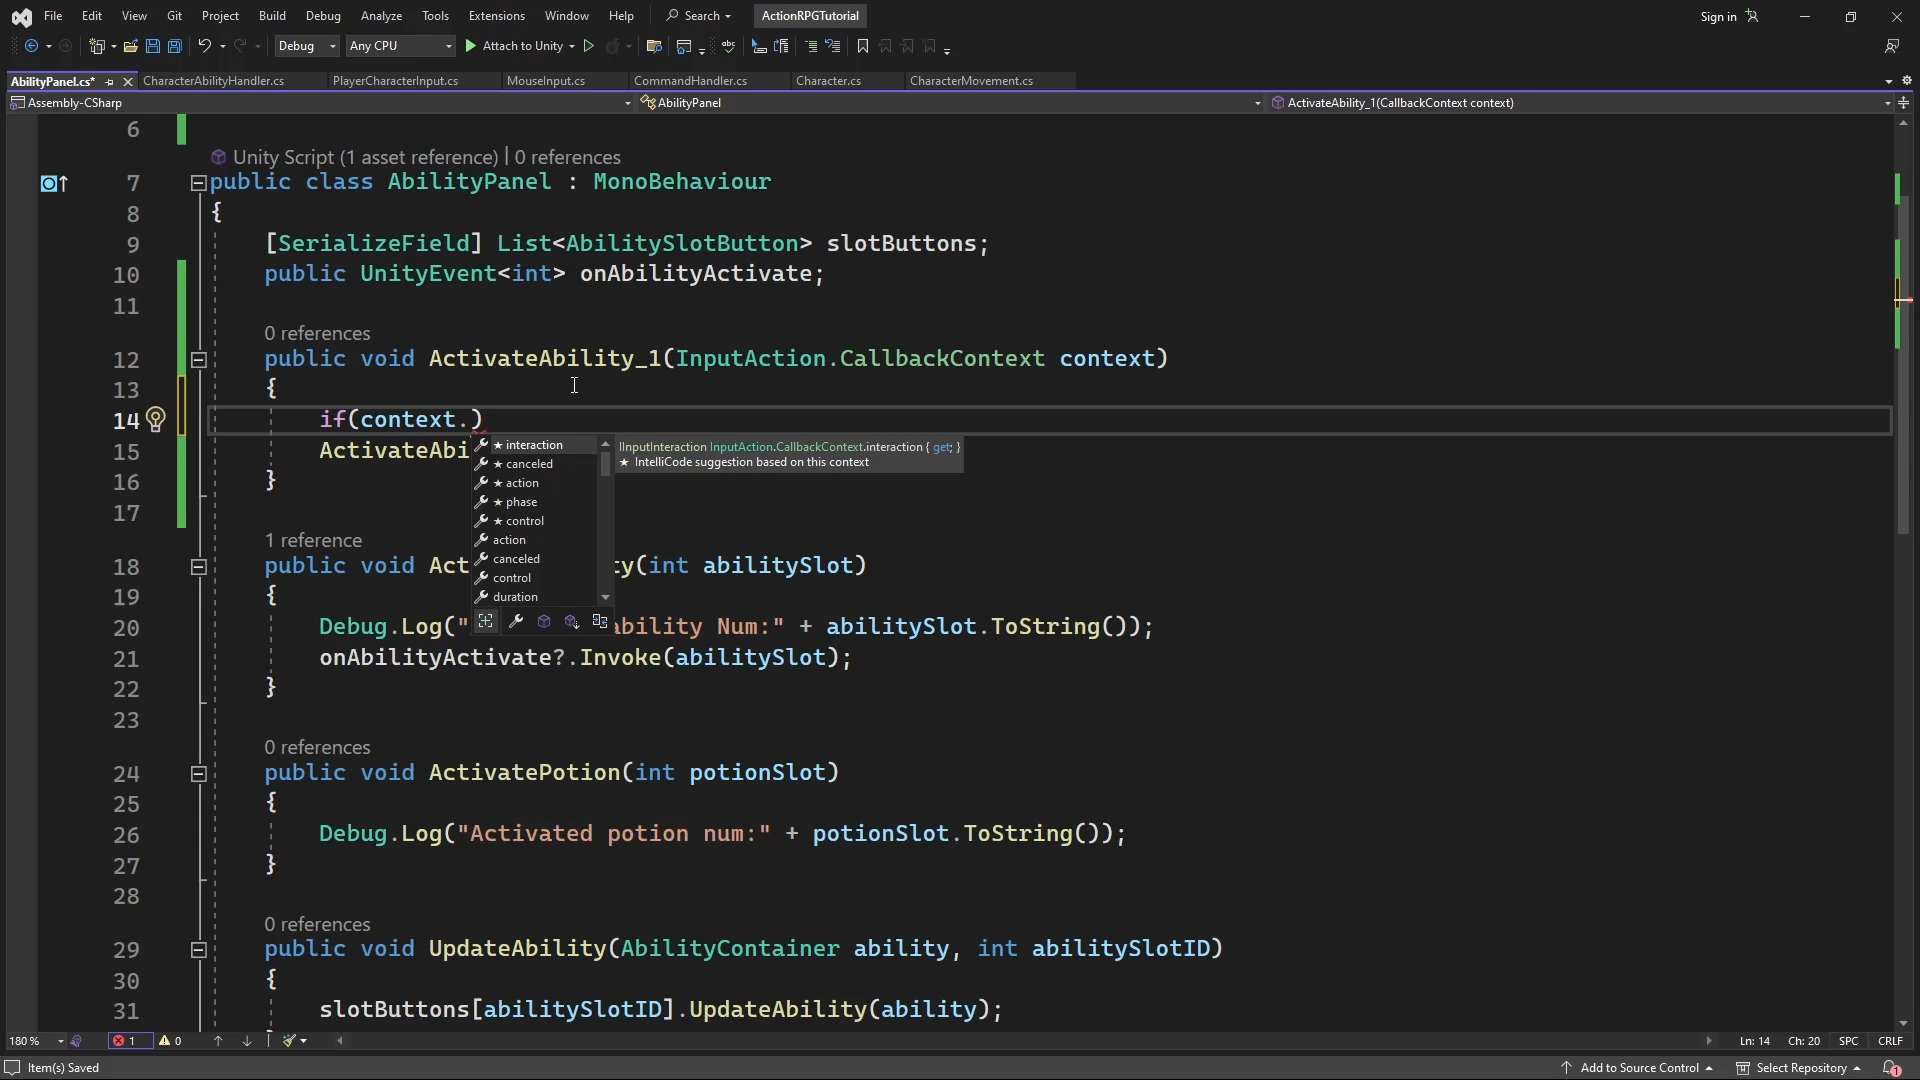 File Edit View Git Project Build Debug Analyze Tools Extensions Window Help Search ActionRPGTutorial Sign in
Debug Any CPU Attach to Unity
AbilityPanel.cs* CharacterAbilityHandler.cs PlayerCharacterInput.cs MouseInput.cs CommandHandler.cs Character.cs CharacterMovement.cs
Assembly-CSharp AbilityPanel ActivateAbility_1(CallbackContext context)
6
Unity Script (1 asset reference) | 0 references
7 public class AbilityPanel : MonoBehaviour
8 {
9 [SerializeField] List<AbilitySlotButton> slotButtons;
10 public UnityEvent<int> onAbilityActivate;
11
0 references
12 public void ActivateAbility_1(InputAction.CallbackContext context)
13 {
14 if(context.)
★ interaction IInputInteraction InputAction.CallbackContext.interaction { get; }
15 ActivateAbi ★ canceled ★ IntelliCode suggestion based on this context
16 } ★ action
★ phase
17 ★ control
1 reference action
canceled
18 public void Act ty(int abilitySlot)
control
19 { duration
20 Debug.Log(" bility Num:" + abilitySlot.ToString());
21 onAbilityActivate?.Invoke(abilitySlot);
22 }
23
0 references
24 public void ActivatePotion(int potionSlot)
25 {
26 Debug.Log("Activated potion num:" + potionSlot.ToString());
27 }
28
0 references
29 public void UpdateAbility(AbilityContainer ability, int abilitySlotID)
30 {
31 slotButtons[abilitySlotID].UpdateAbility(ability);
180 % 1 0 Ln: 14 Ch: 20 SPC CRLF
Item(s) Saved Add to Source Control Select Repository 1